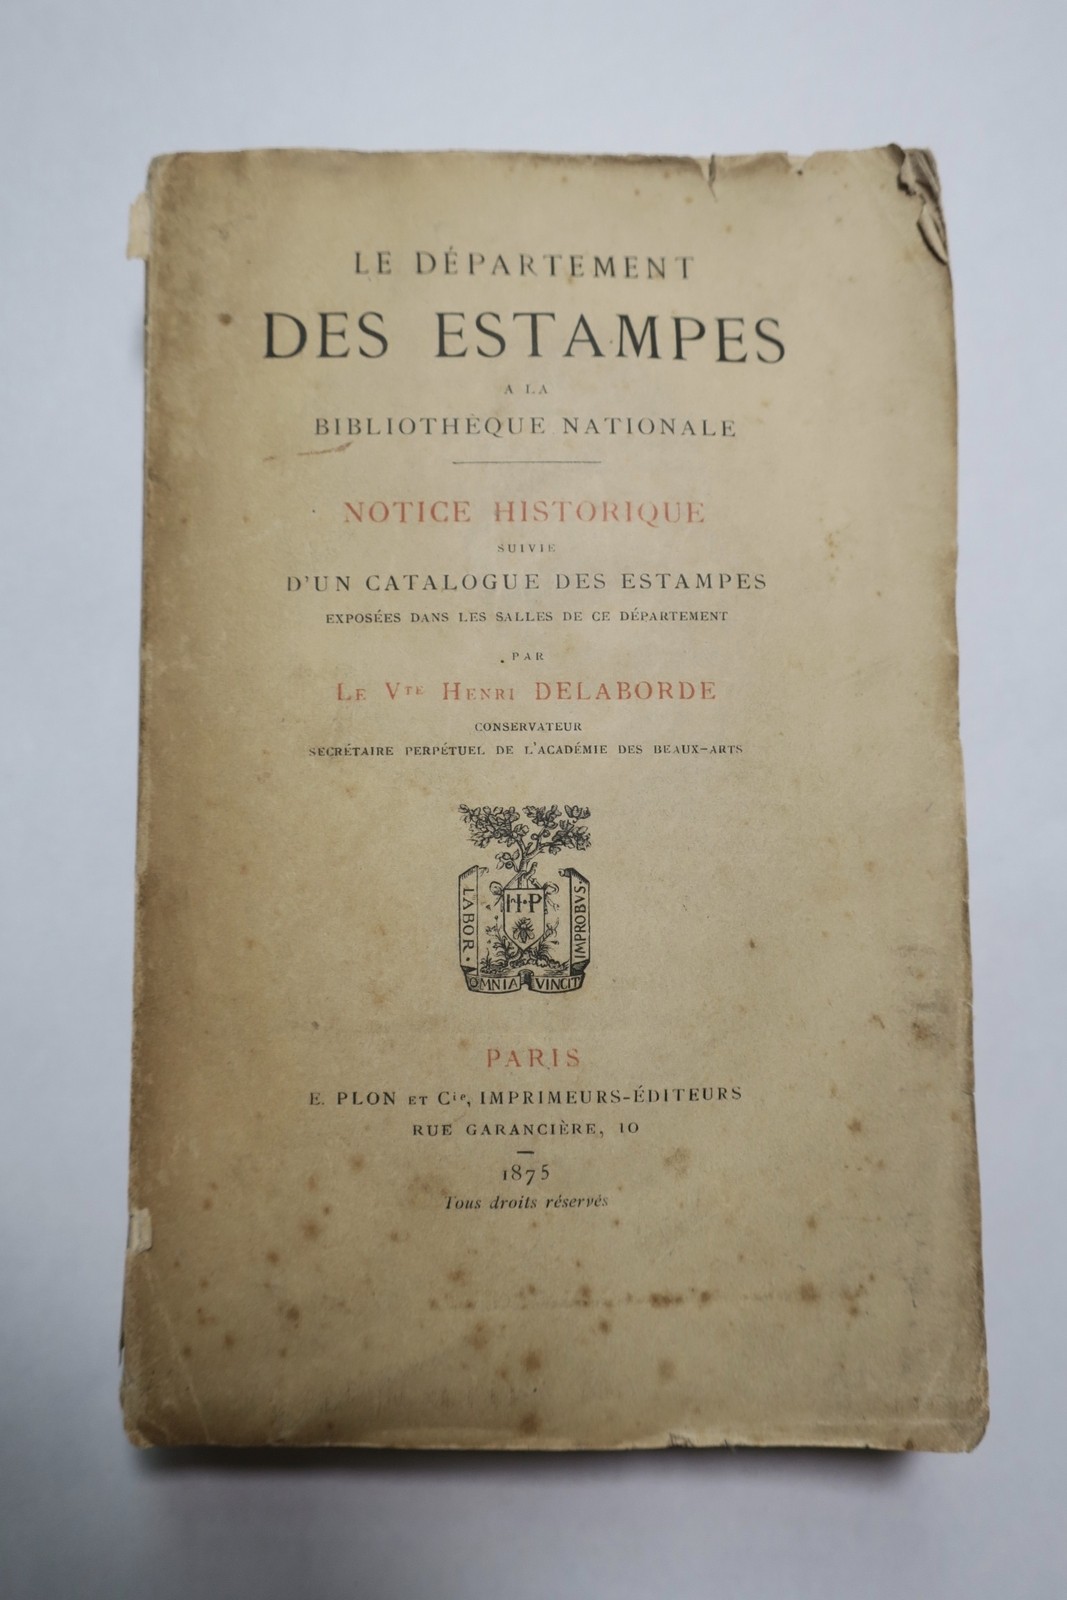 LE DÉPARTEMENT
DES ESTAMPES
A LA
BIBLIOTHÈQUE NATIONALE
NOTICE HISTORIQUE
SUIVIE
D'UN CATALOGUE DES ESTAMPES
EXPOSÉES DANS LES SALLES DE CE DÉPARTEMENT
PAR
LE VTE HENRI DELABORDE
CONSERVATEUR
SECRÉTAIRE PERPÉTUEL DE L'ACADÉMIE DES BEAUX-ARTS
H·P
LABOR·
IMPROBVS·
OMNIA VINCIT
PARIS
E. PLON ET Cie, IMPRIMEURS-ÉDITEURS
RUE GARANCIÈRE, 10
1875
Tous droits réservés